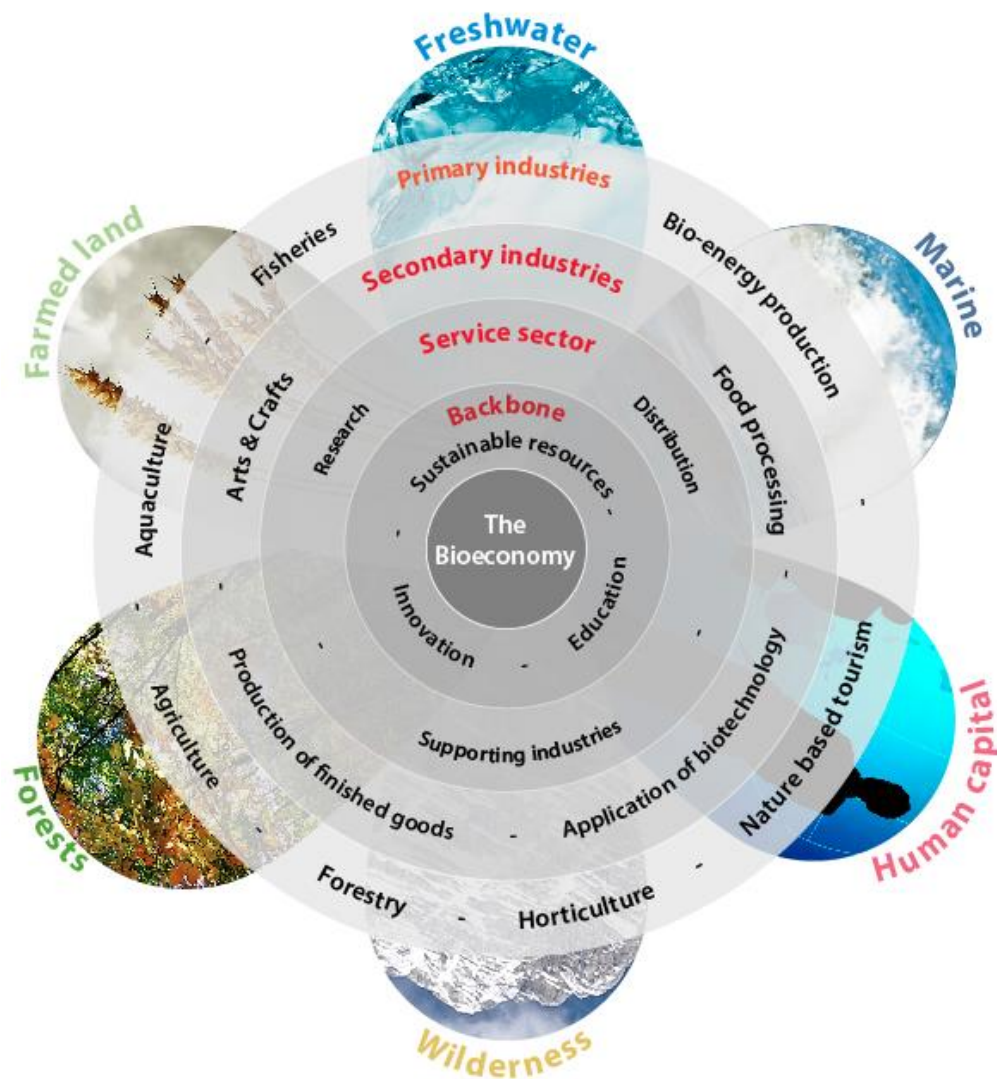 Freshwater
Marine
Human capital
Wilderness
Forests
Farmed land
Primary industries
Bio-energy production -
Nature based tourism -
Horticulture -
Forestry -
Agriculture -
Aquaculture -
Fisheries
Secondary industries
Food processing -
Application of biotechnology -
Production of finished goods -
Arts & Crafts
Service sector
Distribution -
Supporting industries -
Research
Backbone
Sustainable resources -
Education -
Innovation -
The
Bioeconomy